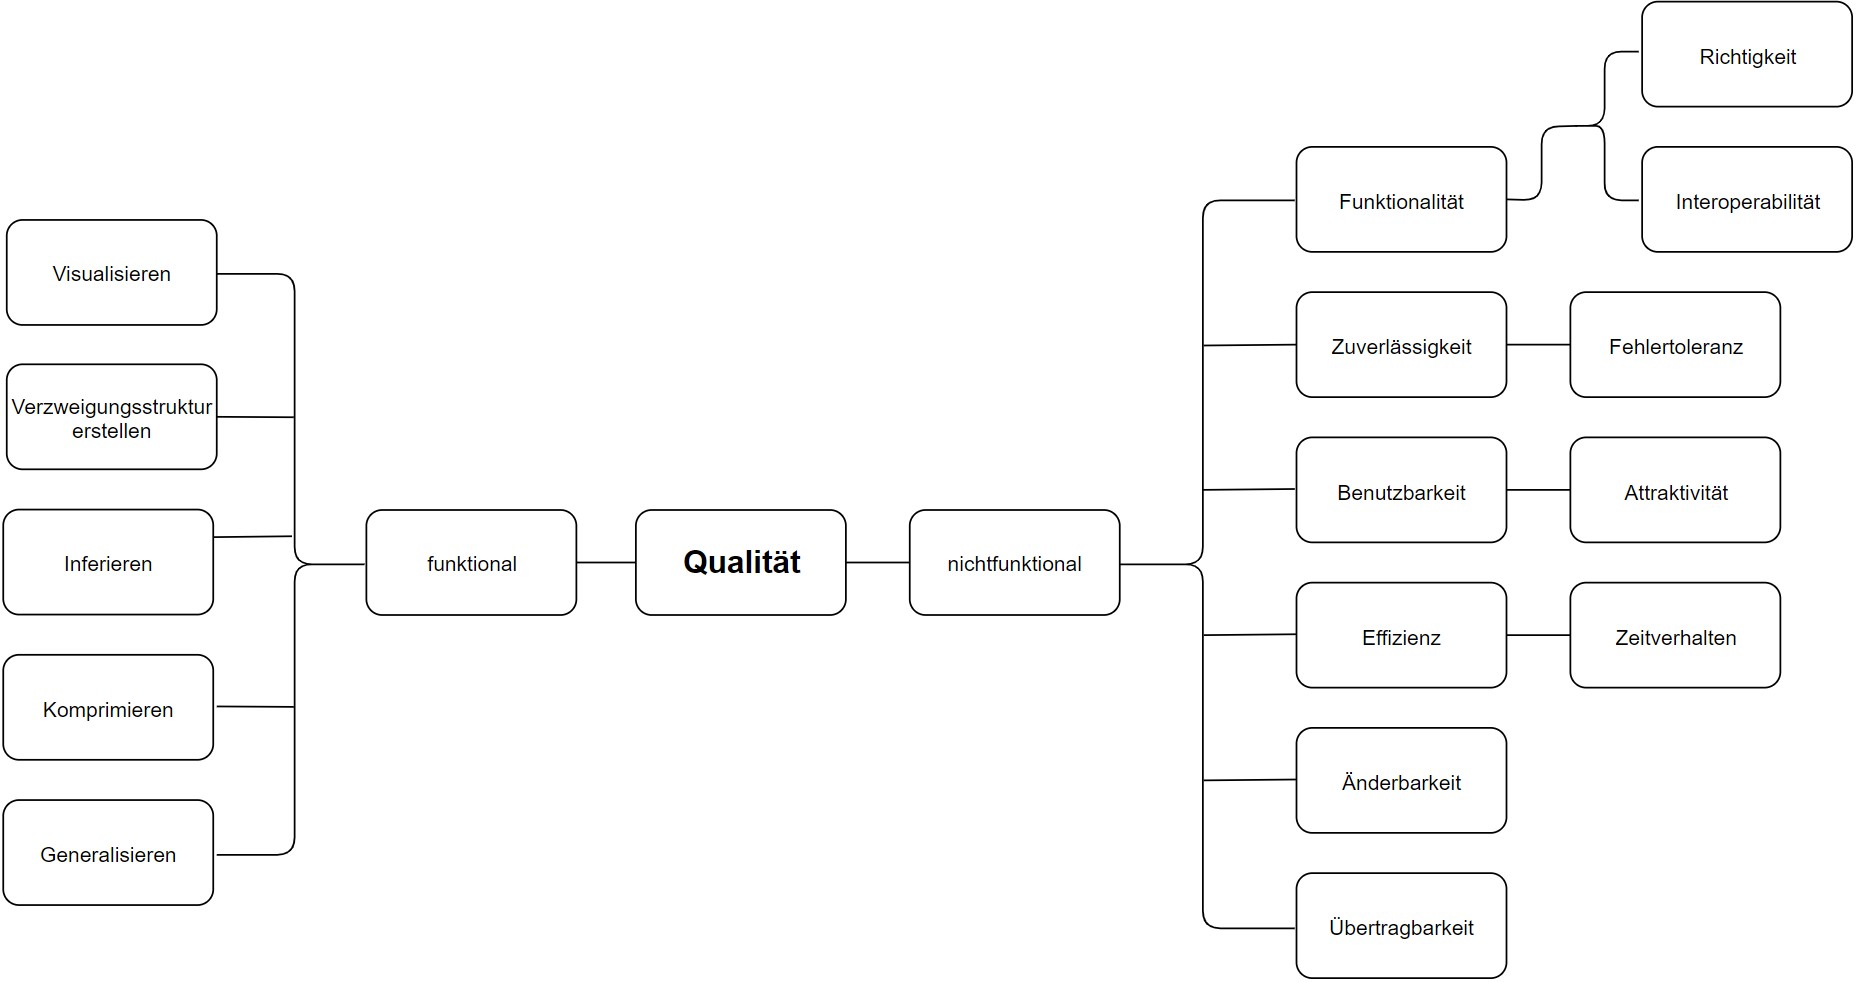 Visualisieren
Verzweigungsstruktur
erstellen
Inferieren
Komprimieren
Generalisieren
funktional
Qualität
nichtfunktional
Funktionalität
Richtigkeit
Interoperabilität
Zuverlässigkeit
Fehlertoleranz
Benutzbarkeit
Attraktivität
Effizienz
Zeitverhalten
Änderbarkeit
Übertragbarkeit